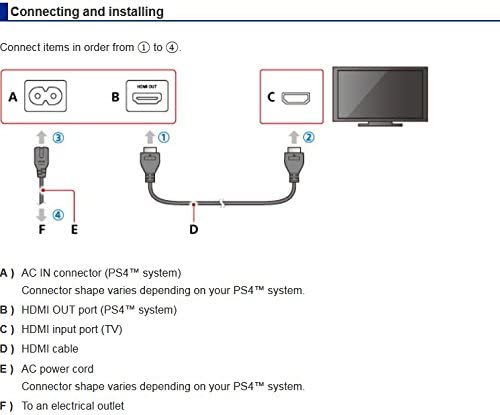 Connecting and installing
Connect items in order from ① to ④.
A
HDMI OUT
B
C
③
①
②
④
F
E
D
A ) AC IN connector (PS4™ system)
Connector shape varies depending on your PS4™ system.
B ) HDMI OUT port (PS4™ system)
C ) HDMI input port (TV)
D ) HDMI cable
E ) AC power cord
Connector shape varies depending on your PS4™ system.
F ) To an electrical outlet